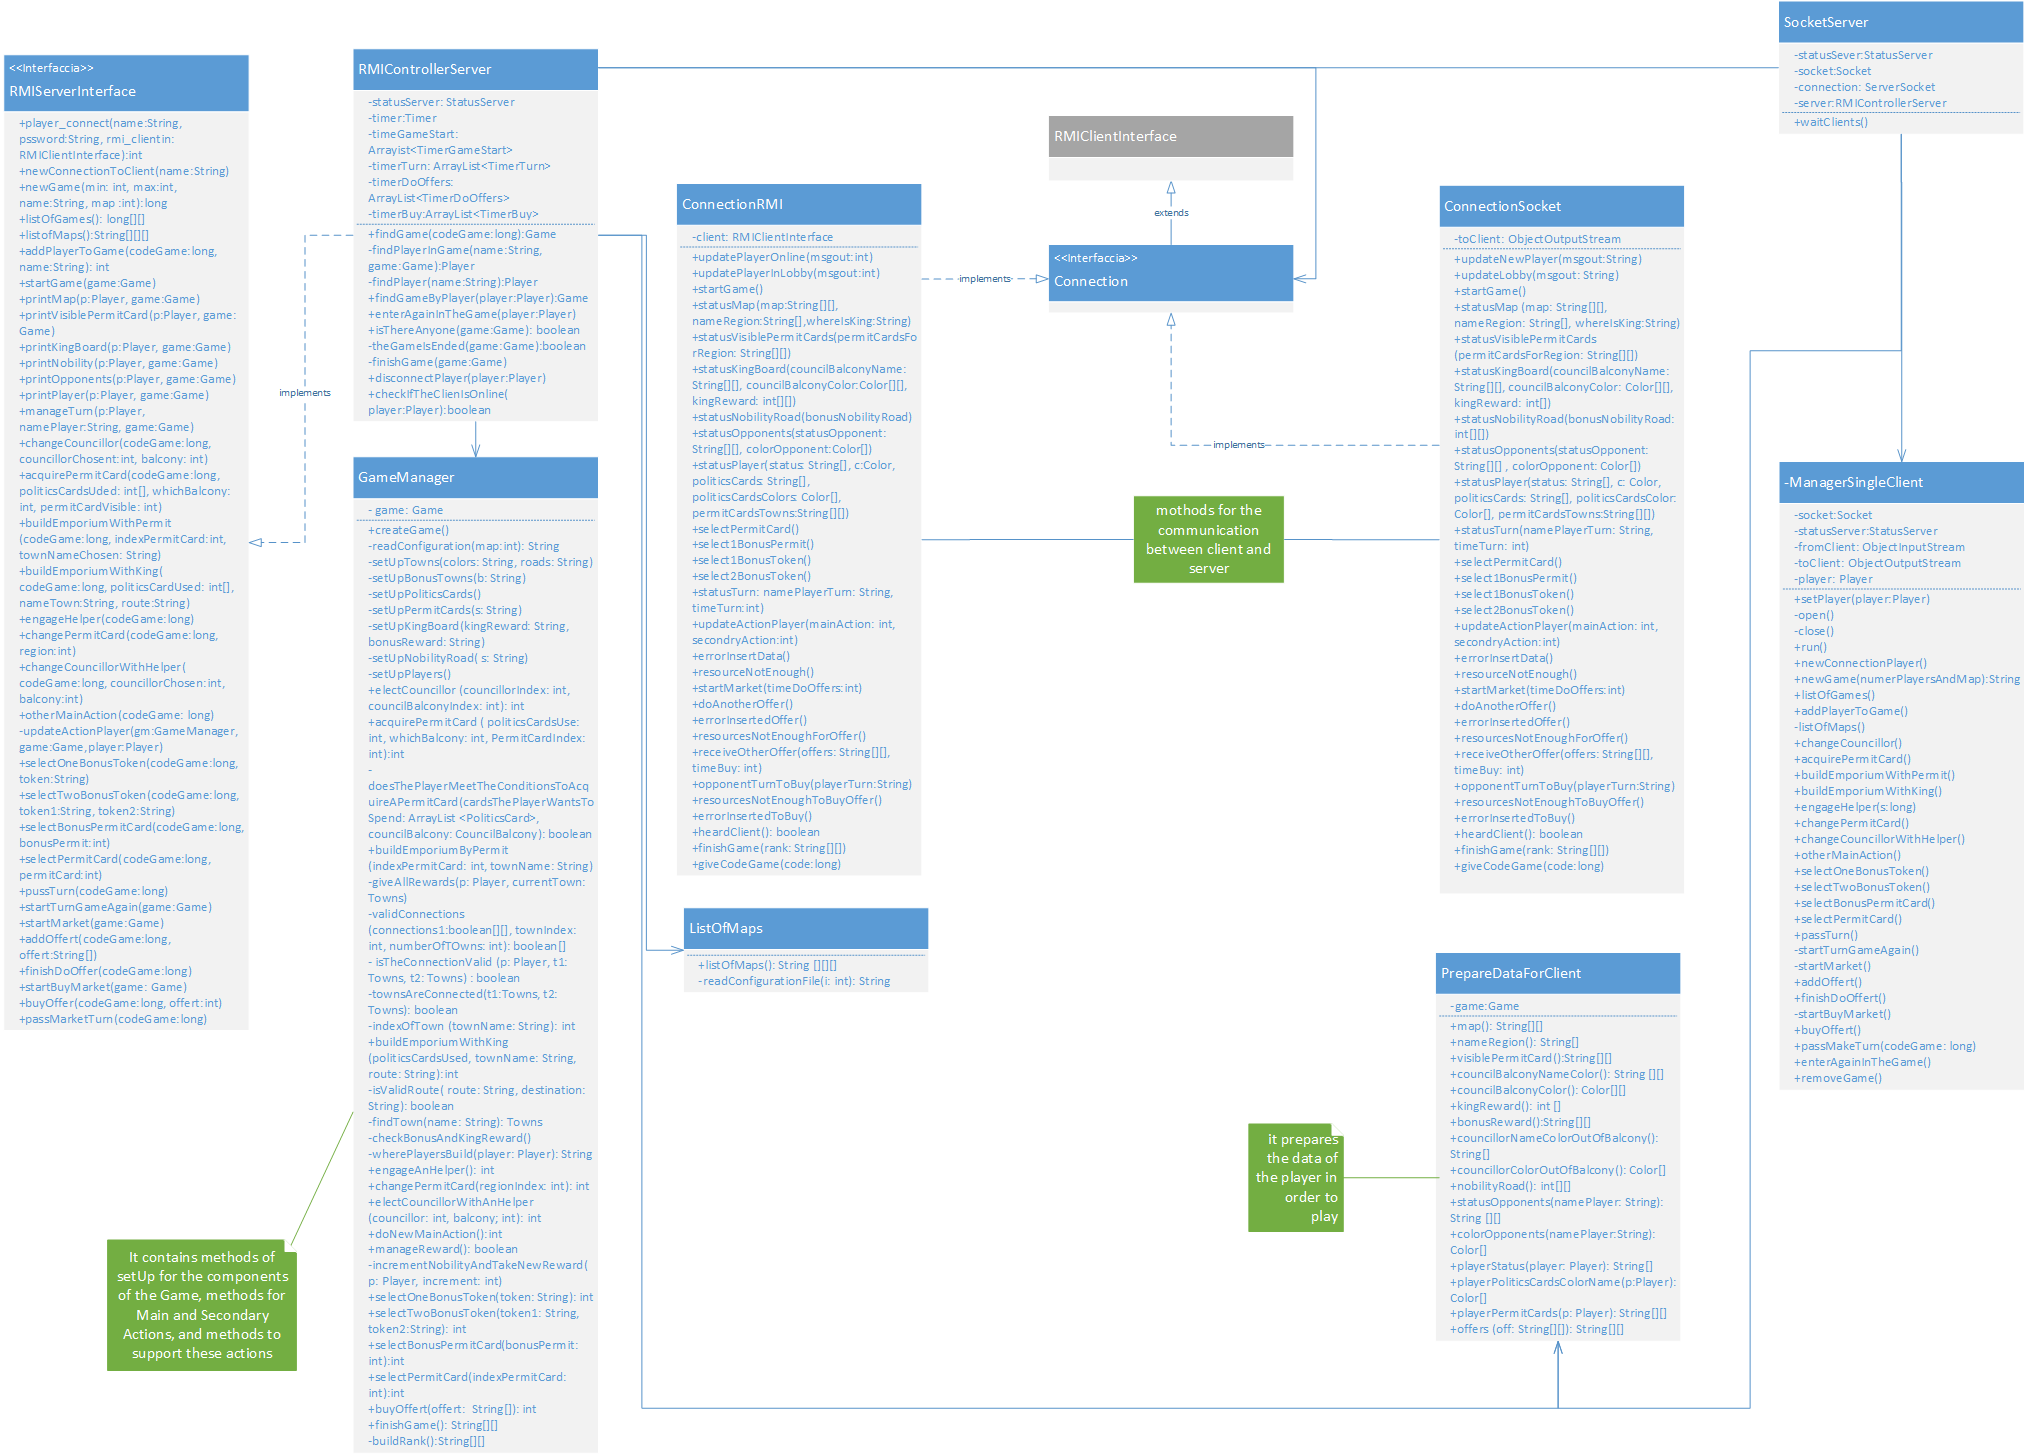 <<Interfaccia>>
RMIServerInterface
+player_connect(name:String,
pssword:String, rmi_clientin:
RMIClientInterface):int
+newConnectionToClient(name:String)
+newGame(min: int, max:int,
name:String, map :int):long
+listOfGames(): long[][]
+listofMaps():String[][][]
+addPlayerToGame(codeGame:long,
name:String): int
+startGame(game:Game)
+printMap(p:Player, game:Game)
+printVisiblePermitCard(p:Player, game:
Game)
+printKingBoard(p:Player, game:Game)
+printNobility(p:Player, game:Game)
+printOpponents(p:Player, game:Game)
+printPlayer(p:Player, game:Game)
+manageTurn(p:Player,
namePlayer:String, game:Game)
+changeCouncillor(codeGame:long,
councillorChosent:int, balcony: int)
+acquirePermitCard(codeGame:long,
politicsCardsUded: int[], whichBalcony:
int, permitCardVisible: int)
+buildEmporiumWithPermit
(codeGame:long, indexPermitCard:int,
townNameChosen: String)
+buildEmporiumWithKing(
codeGame:long, politicsCardUsed: int[],
nameTown:String, route:String)
+engageHelper(codeGame:long)
+changePermitCard(codeGame:long,
region:int)
+changeCouncillorWithHelper(
codeGame:long, councillorChosen:int,
balcony:int)
+otherMainAction(codeGame: long)
-updateActionPlayer(gm:GameManager,
game:Game,player:Player)
+selectOneBonusToken(codeGame:long,
token:String)
+selectTwoBonusToken(codeGame:long,
token1:String, token2:String)
+selectBonusPermitCard(codeGame:long,
bonusPermit:int)
+selectPermitCard(codeGame:long,
permitCard:int)
+pussTurn(codeGame:long)
+startTurnGameAgain(game:Game)
+startMarket(game:Game)
+addOffert(codeGame:long,
offert:String[])
+finishDoOffer(codeGame:long)
+startBuyMarket(game: Game)
+buyOffer(codeGame:long, offert:int)
+passMarketTurn(codeGame:long)
implements
RMIControllerServer
-statusServer: StatusServer
-timer:Timer
-timeGameStart:
Arrayist<TimerGameStart>
-timerTurn: ArrayList<TimerTurn>
-timerDoOffers:
ArrayList<TimerDoOffers>
-timerBuy:ArrayList<TimerBuy>
+findGame(codeGame:long):Game
-findPlayerInGame(name:String,
game:Game):Player
-findPlayer(name:String):Player
+findGameByPlayer(player:Player):Game
+enterAgainInTheGame(player:Player)
+isThereAnyone(game:Game): boolean
-theGameIsEnded(game:Game):boolean
-finishGame(game:Game)
+disconnectPlayer(player:Player)
+checkIfTheClienIsOnline(
player:Player):boolean
GameManager
- game: Game
+createGame()
-readConfiguration(map:int): String
-setUpTowns(colors: String, roads: String)
-setUpBonusTowns(b: String)
-setUpPoliticsCards()
-setUpPermitCards(s: String)
-setUpKingBoard(kingReward: String,
bonusReward: String)
-setUpNobilityRoad( s: String)
-setUpPlayers()
+electCouncillor (councillorIndex: int,
councilBalconyIndex: int): int
+acquirePermitCard ( politicsCardsUse:
int, whichBalcony: int, PermitCardIndex:
int):int
-
doesThePlayerMeetTheConditionsToAcq
uireAPermitCard (cardsThePlayerWantsTo
Spend: ArrayList <PoliticsCard>,
councilBalcony: CouncilBalcony): boolean
+buildEmporiumByPermit
(indexPermitCard: int, townName: String)
-giveAllRewards(p: Player, currentTown:
Towns)
-validConnections
(connections1:boolean[][], townIndex:
int, numberOfTOwns: int): boolean[]
- isTheConnectionValid (p: Player, t1:
Towns, t2: Towns) : boolean
-townsAreConnected(t1:Towns, t2:
Towns): boolean
-indexOfTown (townName: String): int
+buildEmporiumWithKing
(politicsCardsUsed, townName: String,
route: String):int
-isValidRoute( route: String, destination:
String): boolean
-findTown(name: String): Towns
-checkBonusAndKingReward()
-wherePlayersBuild(player: Player): String
+engageAnHelper(): int
+changePermitCard(regionIndex: int): int
+electCouncillorWithAnHelper
(councillor: int, balcony; int): int
+doNewMainAction():int
+manageReward(): boolean
-incrementNobilityAndTakeNewReward(
p: Player, increment: int)
+selectOneBonusToken(token: String): int
+selectTwoBonusToken(token1: String,
token2:String): int
+selectBonusPermitCard(bonusPermit:
int):int
+selectPermitCard(indexPermitCard:
int):int
+buyOffert(offert:  String[]): int
+finishGame(): String[][]
-buildRank():String[][]
It contains methods of
setUp for the components
of the Game, methods for
Main and Secondary
Actions, and methods to
support these actions
ConnectionRMI
-client: RMIClientInterface
+updatePlayerOnline(msgout:int)
+updatePlayerInLobby(msgout:int)
+startGame()
+statusMap (map:String[][],
nameRegion:String[],whereIsKing:String)
+statusVisiblePermitCards(permitCardsFo
rRegion: String[][])
+statusKingBoard(councilBalconyName:
String[][], councilBalconyColor:Color[][],
kingReward: int[][])
+statusNobilityRoad(bonusNobilityRoad)
+statusOpponents(statusOpponent:
String[][], colorOpponent:Color[])
+statusPlayer(status: String[], c:Color,
politicsCards: String[],
politicsCardsColors: Color[],
permitCardsTowns:String[][])
+selectPermitCard()
+select1BonusPermit()
+select1BonusToken()
+select2BonusToken()
+statusTurn: namePlayerTurn: String,
timeTurn:int)
+updateActionPlayer(mainAction: int,
secondryAction:int)
+errorInsertData()
+resourceNotEnough()
+startMarket(timeDoOffers:int)
+doAnotherOffer()
+errorInsertedOffer()
+resourcesNotEnoughForOffer()
+receiveOtherOffer(offers: String[][],
timeBuy: int)
+opponentTurnToBuy(playerTurn:String)
+resourcesNotEnoughToBuyOffer()
+errorInsertedToBuy()
+heardClient(): boolean
+finishGame(rank: String[][])
+giveCodeGame(code:long)
ListOfMaps
+listOfMaps(): String [][][]
-readConfigurationFile(i: int): String
RMIClientInterface
extends
<<Interfaccia>>
Connection
implements
implements
mothods for the
communication
between client and
server
ConnectionSocket
-toClient: ObjectOutputStream
+updateNewPlayer(msgout:String)
+updateLobby(msgout: String)
+startGame()
+statusMap (map: String[][],
nameRegion: String[], whereIsKing:String)
+statusVisiblePermitCards
(permitCardsForRegion: String[][])
+statusKingBoard(councilBalconyName:
String[][], councilBalconyColor: Color[][],
kingReward: int[])
+statusNobilityRoad(bonusNobilityRoad:
int[][])
+statusOpponents(statusOpponent:
String[][] , colorOpponent: Color[])
+statusPlayer(status: String[], c: Color,
politicsCards: String[], politicsCardsColor:
Color[], permitCardsTowns:String[][])
+statusTurn(namePlayerTurn: String,
timeTurn: int)
+selectPermitCard()
+select1BonusPermit()
+select1BonusToken()
+select2BonusToken()
+updateActionPlayer(mainAction: int,
secondryAction:int)
+errorInsertData()
+resourceNotEnough()
+startMarket(timeDoOffers:int)
+doAnotherOffer()
+errorInsertedOffer()
+resourcesNotEnoughForOffer()
+receiveOtherOffer(offers: String[][],
timeBuy: int)
+opponentTurnToBuy(playerTurn:String)
+resourcesNotEnoughToBuyOffer()
+errorInsertedToBuy()
+heardClient(): boolean
+finishGame(rank: String[][])
+giveCodeGame(code:long)
PrepareDataForClient
-game:Game
+map(): String[][]
+nameRegion(): String[]
+visiblePermitCard():String[][]
+councilBalconyNameColor(): String [][]
+councilBalconyColor(): Color[][]
+kingReward(): int []
+bonusReward():String[][]
+councillorNameColorOutOfBalcony():
String[]
+councillorColorOutOfBalcony(): Color[]
+nobilityRoad(): int[][]
+statusOpponents(namePlayer: String):
String [][]
+colorOpponents(namePlayer:String):
Color[]
+playerStatus(player: Player): String[]
+playerPoliticsCardsColorName(p:Player):
Color[]
+playerPermitCards(p: Player): String[][]
+offers (off: String[][]): String[][]
it prepares
the data of
the player in
order to
play
SocketServer
-statusSever:StatusServer
-socket:Socket
-connection: ServerSocket
-server:RMIControllerServer
+waitClients()
-ManagerSingleClient
-socket:Socket
-statusServer:StatusServer
-fromClient: ObjectInputStream
-toClient: ObjectOutputStream
-player: Player
+setPlayer(player:Player)
-open()
-close()
+run()
+newConnectionPlayer()
+newGame(numerPlayersAndMap):String
+listOfGames()
+addPlayerToGame()
-listOfMaps()
+changeCouncillor()
+acquirePermitCard()
+buildEmporiumWithPermit()
+buildEmporiumWithKing()
+engageHelper(s:long)
+changePermitCard()
+changeCouncillorWithHelper()
+otherMainAction()
+selectOneBonusToken()
+selectTwoBonusToken()
+selectBonusPermitCard()
+selectPermitCard()
+passTurn()
-startTurnGameAgain()
-startMarket()
+addOffert()
+finishDoOffert()
-startBuyMarket()
+buyOffert()
+passMakeTurn(codeGame: long)
+enterAgainInTheGame()
+removeGame()